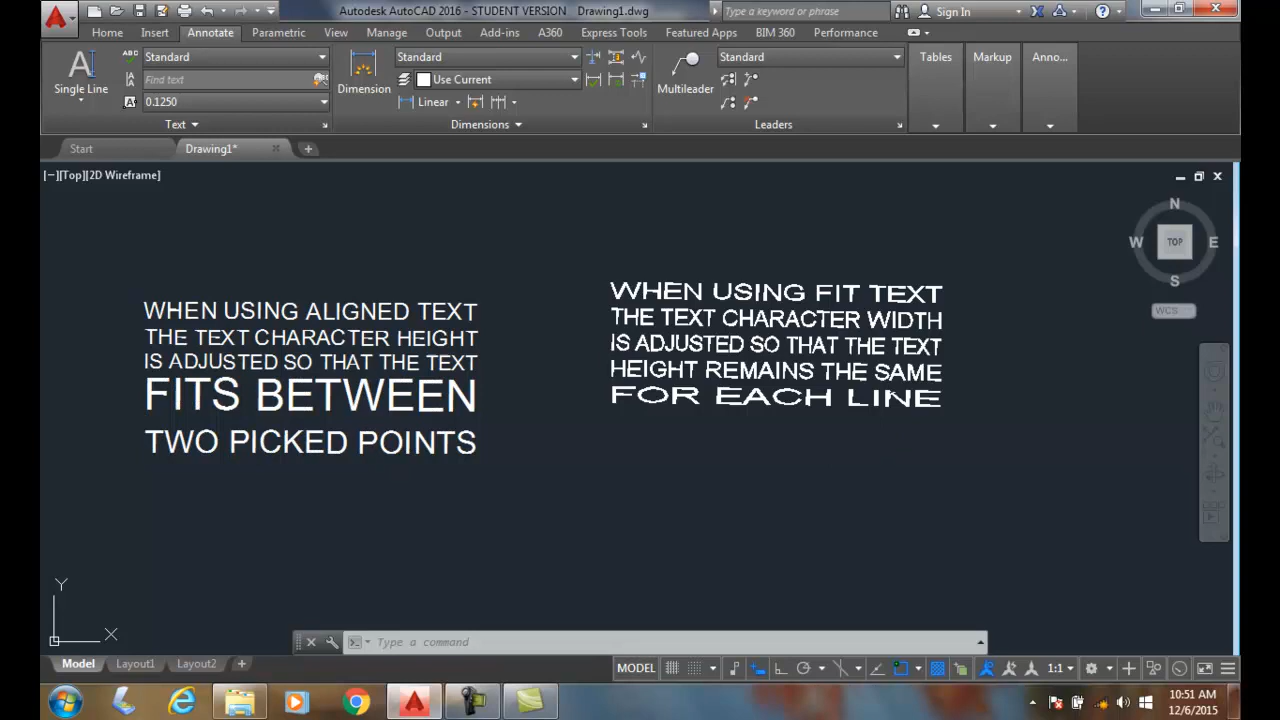 Autodesk AutoCAD 2016 - STUDENT VERSION Drawing1.dwg
Type a keyword or phrase
Sign In
Home Insert Annotate Parametric View Manage Output Add-ins A360 Express Tools Featured Apps BIM 360 Performance
Single Line
Standard
Find text
0.1250
Text
Dimension
Standard
Use Current
Linear
Dimensions
Multileader
Standard
Leaders
Tables
Markup
Anno...
Start
Drawing1*
[−][Top][2D Wireframe]
N
W
TOP
E
S
WCS
WHEN USING ALIGNED TEXT
THE TEXT CHARACTER HEIGHT
IS ADJUSTED SO THAT THE TEXT
FITS BETWEEN
TWO PICKED POINTS
WHEN USING FIT TEXT
THE TEXT CHARACTER WIDTH
IS ADJUSTED SO THAT THE TEXT
HEIGHT REMAINS THE SAME
FOR EACH LINE
Y
X
Type a command
Model Layout1 Layout2
MODEL
1:1
10:51 AM
12/6/2015